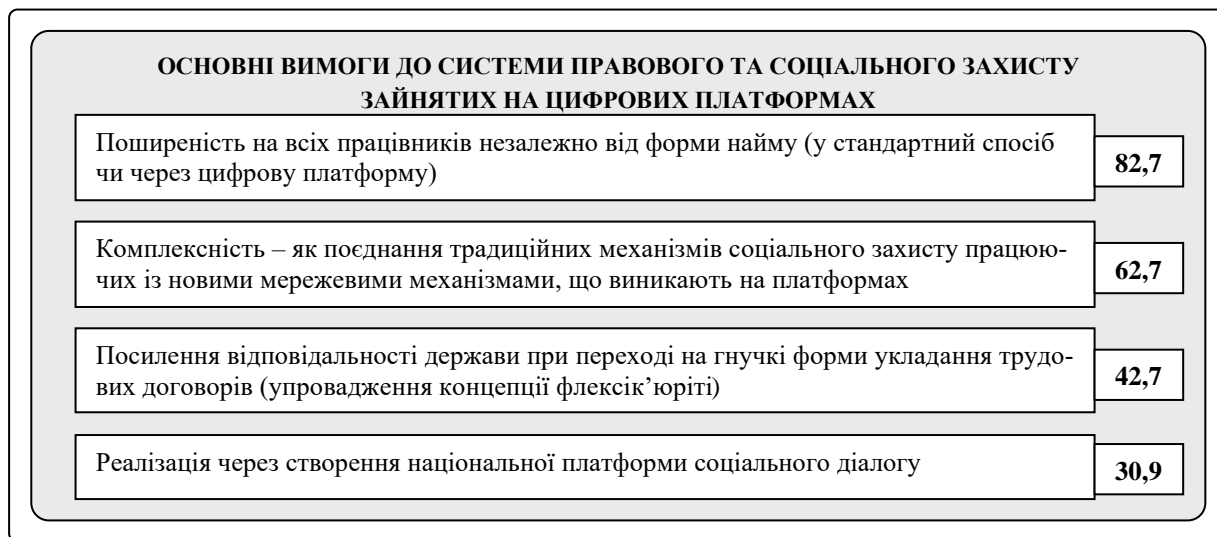 ОСНОВНІ ВИМОГИ ДО СИСТЕМИ ПРАВОВОГО ТА СОЦІАЛЬНОГО ЗАХИСТУ
ЗАЙНЯТИХ НА ЦИФРОВИХ ПЛАТФОРМАХ
Поширеність на всіх працівників незалежно від форми найму (у стандартний спосіб
чи через цифрову платформу)
82,7
Комплексність – як поєднання традиційних механізмів соціального захисту працюю-
чих із новими мережевими механізмами, що виникають на платформах
62,7
Посилення відповідальності держави при переході на гнучкі форми укладання трудо-
вих договорів (упровадження концепції флексік’юріті)
42,7
Реалізація через створення національної платформи соціального діалогу
30,9